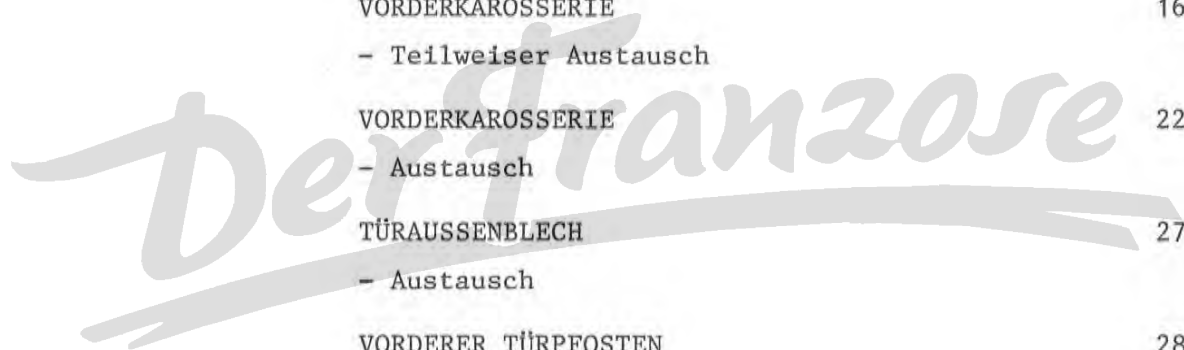 VORDERKAROSSERIE 16
- Teilweiser Austausch
VORDERKAROSSERIE 22
- Austausch
TÜRAUSSENBLECH 27
- Austausch
VORDERER TÜRPFOSTEN 28
Der Franzose